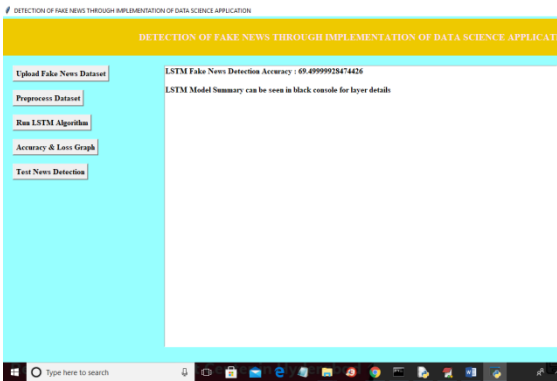 DETECTION OF FAKE NEWS THROUGH IMPLEMENTATION OF DATA SCIENCE APPLICATION
DETECTION OF FAKE NEWS THROUGH IMPLEMENTATION OF DATA SCIENCE APPLICAT
Upload Fake News Dataset
Preprocess Dataset
Run LSTM Algorithm
Accuracy & Loss Graph
Test News Detection
LSTM Fake News Detection Accuracy : 69.49999928474426
LSTM Model Summary can be seen in black console for layer details
Type here to search